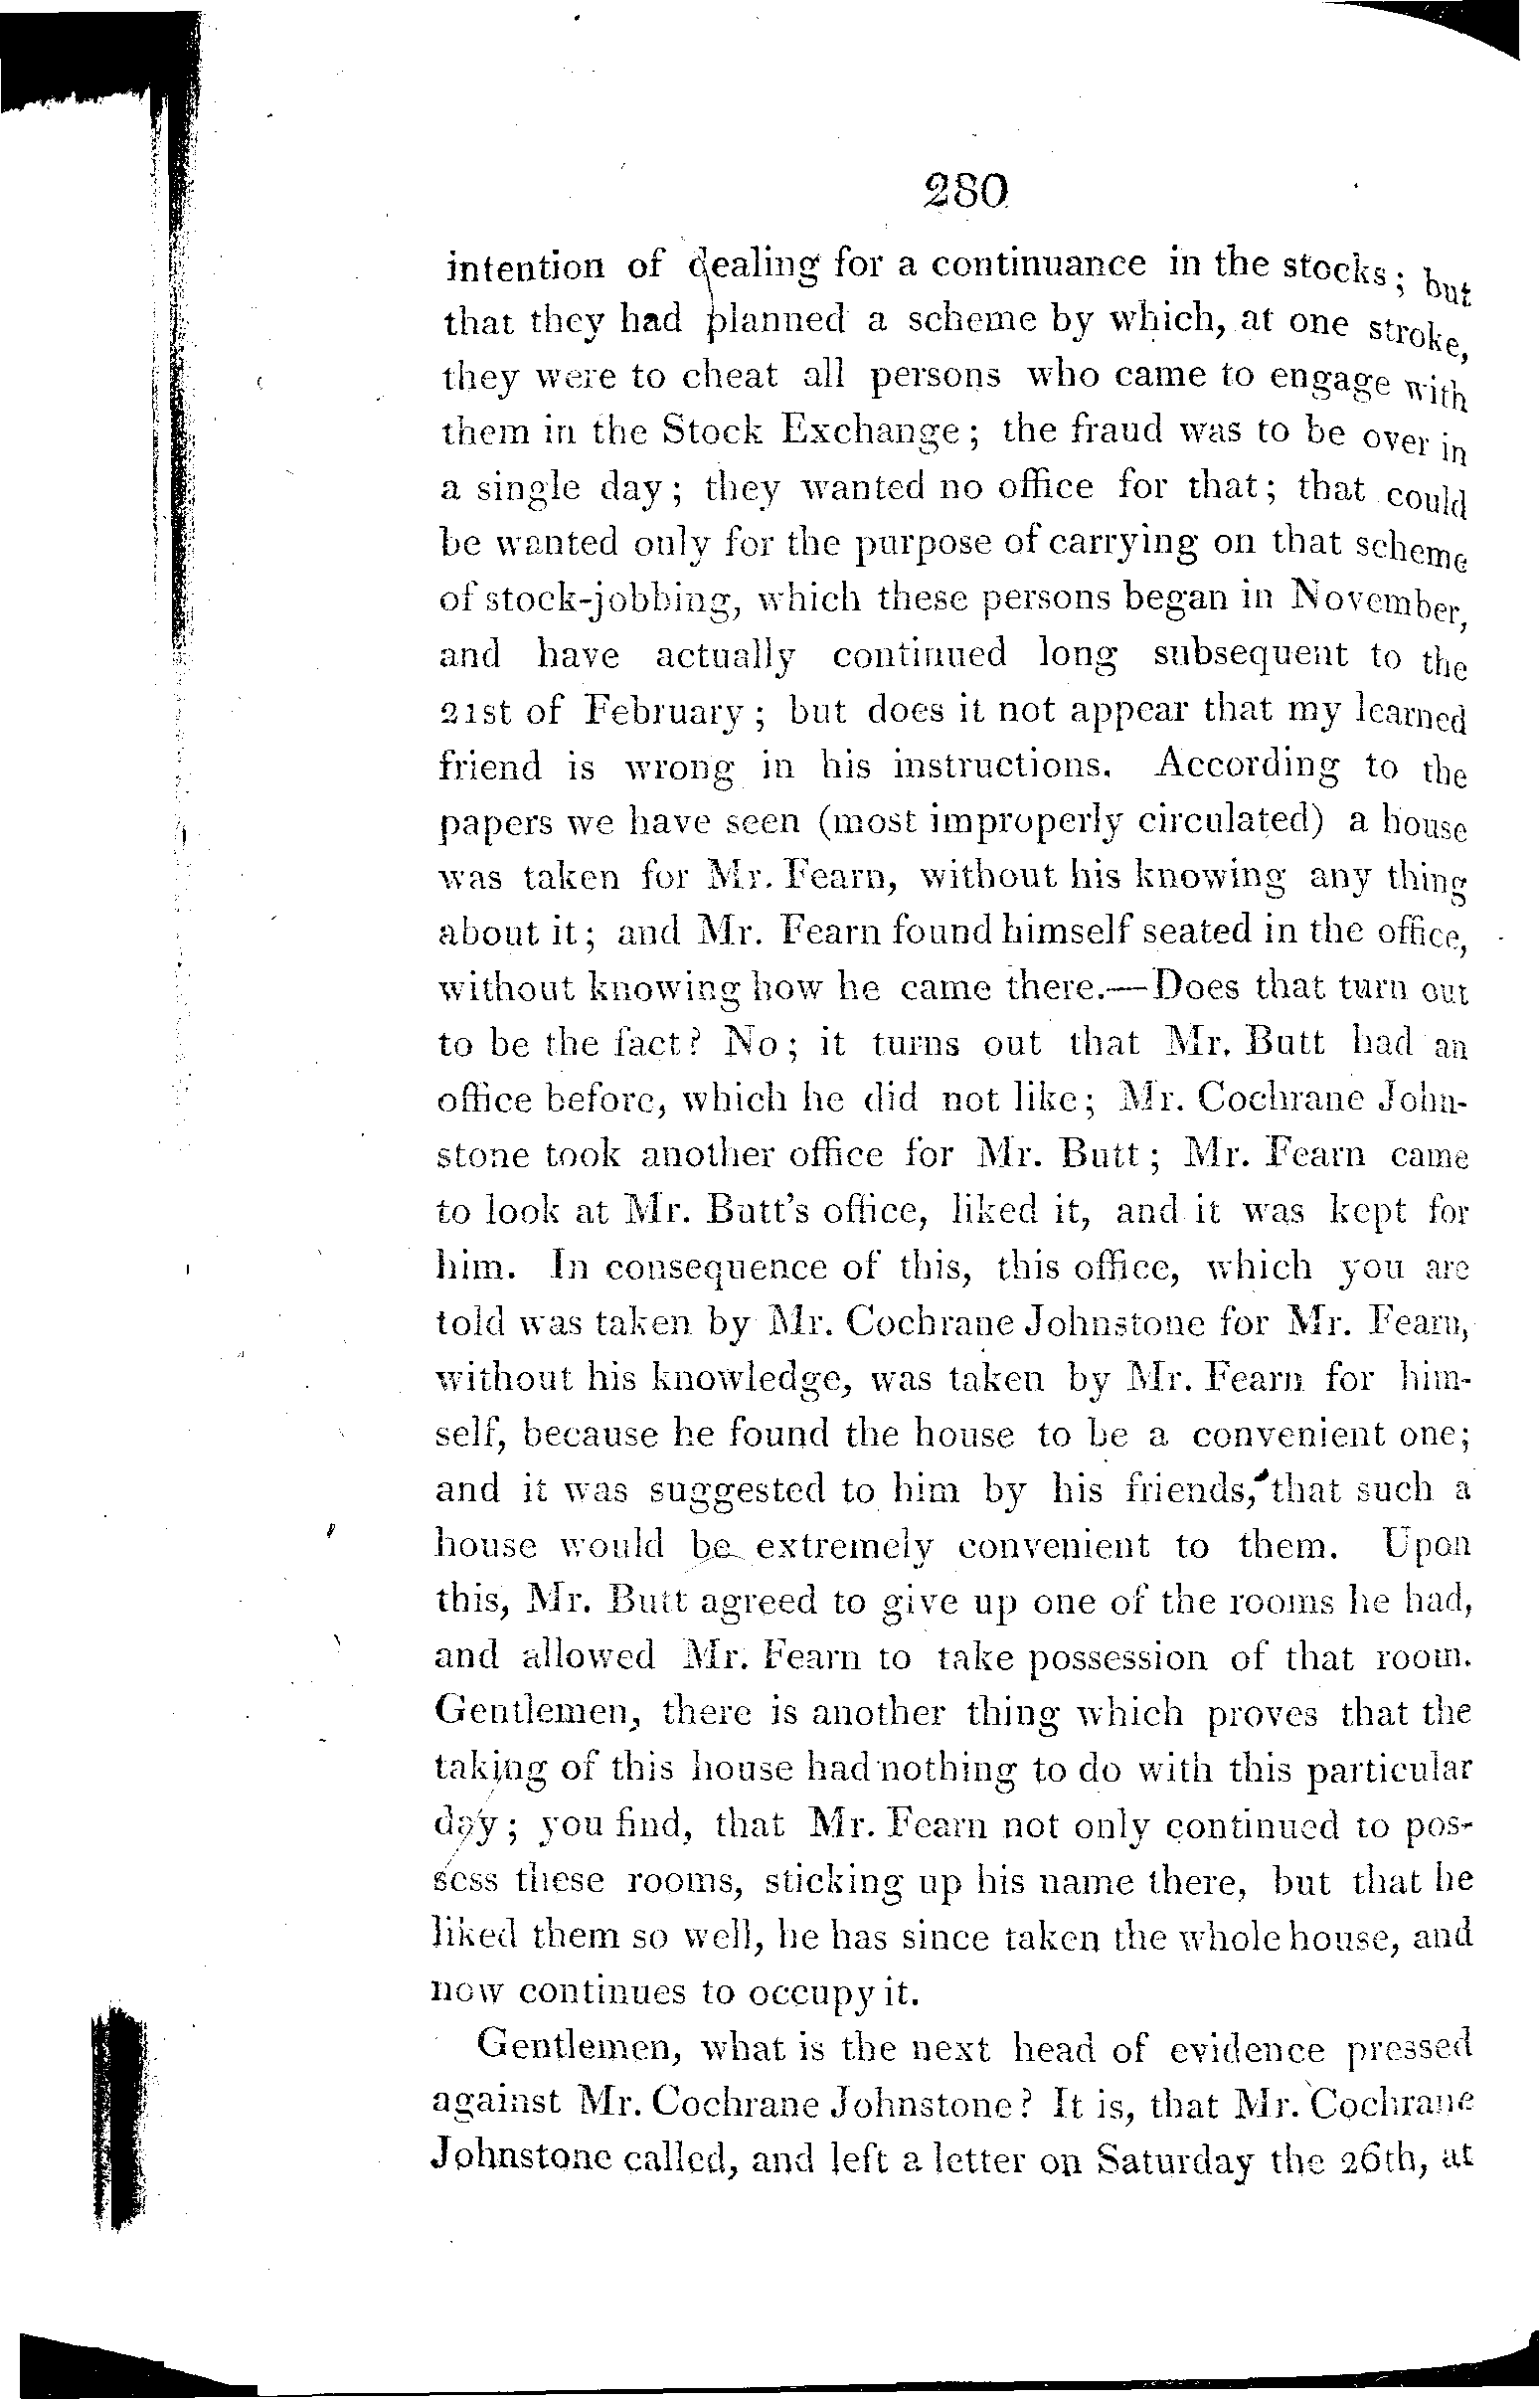 280
intention of dealing for a continuance in the stocks; but
that they had planned a scheme by which, at one stroke,
they were to cheat all persons who came to engage with
them in the Stock Exchange; the fraud was to be over in
a single day; they wanted no office for that; that could
be wanted only for the purpose of carrying on that scheme
of stock-jobbing, which these persons began in November,
and have actually continued long subsequent to the
21st of February; but does it not appear that my learned
friend is wrong in his instructions. According to the
papers we have seen (most improperly circulated) a house
was taken for Mr. Fearn, without his knowing any thing
about it; and Mr. Fearn found himself seated in the office,
without knowing how he came there.—Does that turn out
to be the fact? No; it turns out that Mr. Butt had an
office before, which he did not like; Mr. Cochrane John-
stone took another office for Mr. Butt; Mr. Fearn came
to look at Mr. Butt's office, liked it, and it was kept for
him. In consequence of this, this office, which you are
told was taken by Mr. Cochrane Johnstone for Mr. Fearn,
without his knowledge, was taken by Mr. Fearn for him-
self, because he found the house to be a convenient one;
and it was suggested to him by his friends, that such a
house would be extremely convenient to them. Upon
this, Mr. Butt agreed to give up one of the rooms he had,
and allowed Mr. Fearn to take possession of that room.
Gentlemen, there is another thing which proves that the
taking of this house had nothing to do with this particular
day; you find, that Mr. Fearn not only continued to pos-
sess these rooms, sticking up his name there, but that he
liked them so well, he has since taken the whole house, and
now continues to occupy it.
Gentlemen, what is the next head of evidence pressed
against Mr. Cochrane Johnstone? It is, that Mr. Cochrane
Johnstone called, and left a letter on Saturday the 26th, at